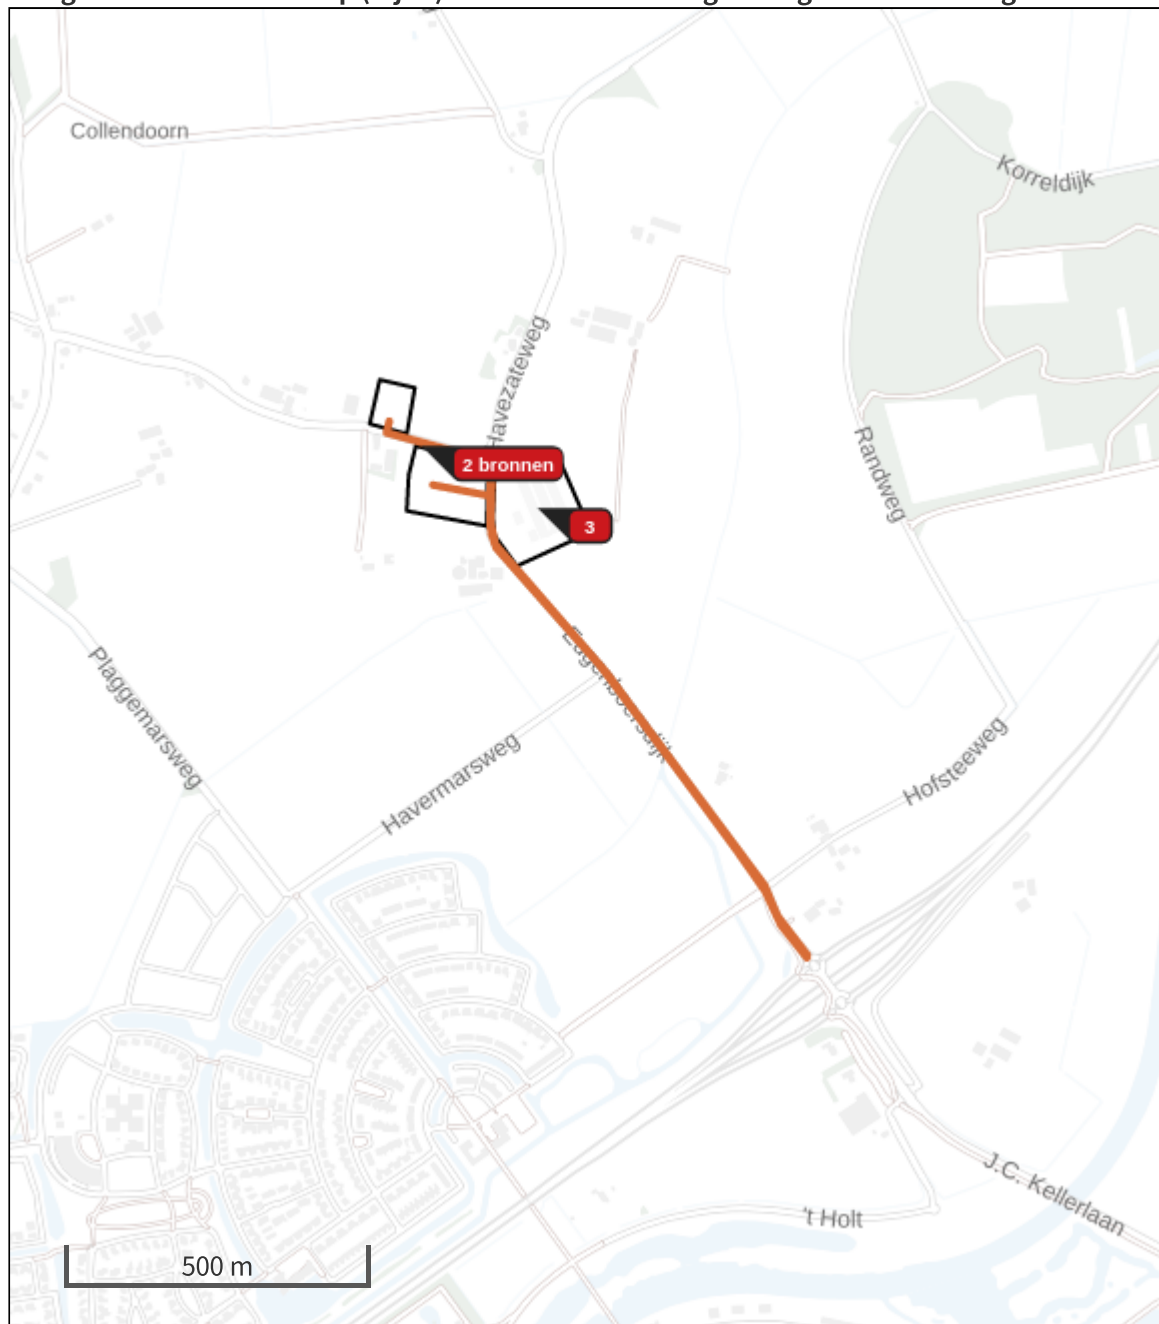 Collendoorn
Korreldijk
Havezateweg
Randweg
2 bronnen
3
Plaggemarsweg
Havermarsweg
Hofsteeweg
J.C. Kellerlaan
't Holt
500 m